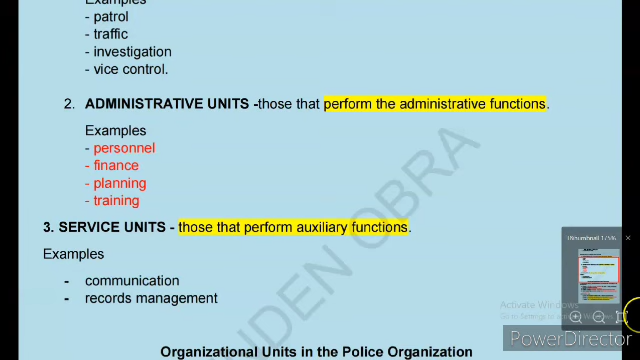 Examples
- patrol
- traffic
- investigation
- vice control.
2. ADMINISTRATIVE UNITS -those that perform the administrative functions.
Examples
- personnel
- finance
- planning
- training
3. SERVICE UNITS - those that perform auxiliary functions.
Examples
- communication
- records management
IDEN OBRA
Activate Windows
PowerDirector
Organizational Units in the Police Organization